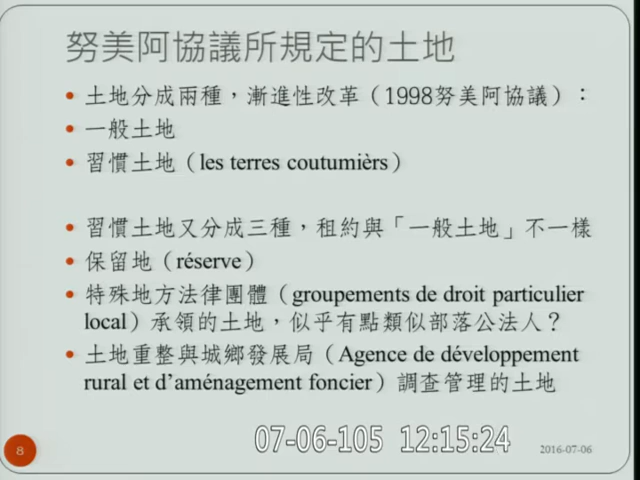 努美阿協議所規定的土地
土地分成兩種，漸進性改革（1998努美阿協議）：
一般土地
習慣土地（les terres coutumièrs）
習慣土地又分成三種，租約與「一般土地」不一樣
保留地（réserve）
特殊地方法律團體（groupements de droit particulier
local）承領的土地，似乎有點類似部落公法人？
土地重整與城鄉發展局（Agence de développement
rural et d’aménagement foncier）調查管理的土地
8
07-06-105 12:15:24
2016-07-06